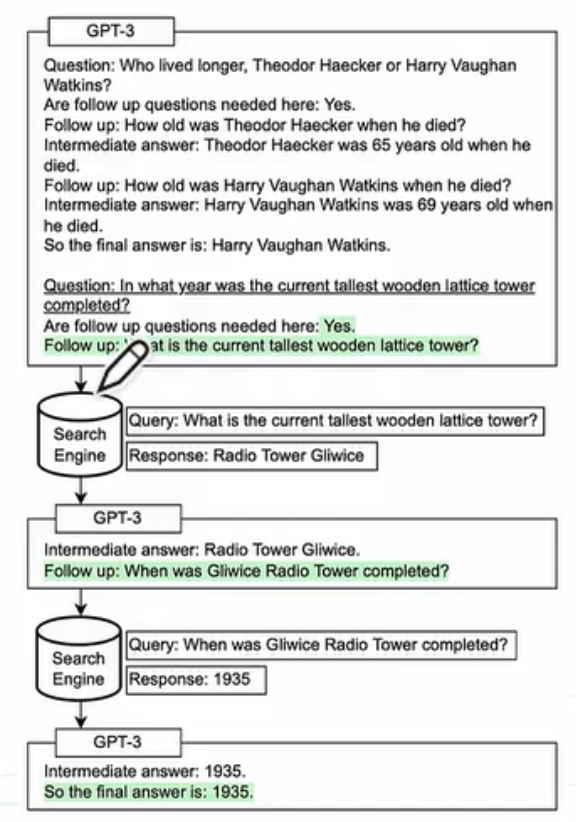 GPT-3
Question: Who lived longer, Theodor Haecker or Harry Vaughan
Watkins?
Are follow up questions needed here: Yes.
Follow up: How old was Theodor Haecker when he died?
Intermediate answer: Theodor Haecker was 65 years old when he
died.
Follow up: How old was Harry Vaughan Watkins when he died?
Intermediate answer: Harry Vaughan Watkins was 69 years old when
he died.
So the final answer is: Harry Vaughan Watkins.
Question: In what year was the current tallest wooden lattice tower
completed?
Are follow up questions needed here: Yes.
Follow up: is the current tallest wooden lattice tower?
Search
Engine
Query: What is the current tallest wooden lattice tower?
Response: Radio Tower Gliwice
GPT-3
Intermediate answer: Radio Tower Gliwice.
Follow up: When was Gliwice Radio Tower completed?
Search
Engine
Query: When was Gliwice Radio Tower completed?
Response: 1935
GPT-3
Intermediate answer: 1935.
So the final answer is: 1935.